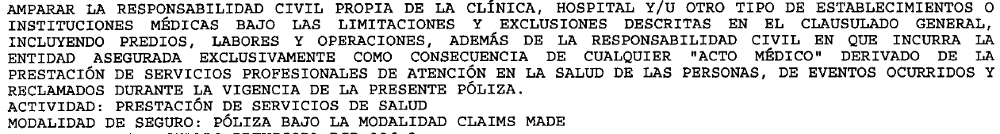 AMPARAR LA RESPONSABILIDAD CIVIL PROPIA DE LA CLÍNICA, HOSPITAL Y/U OTRO TIPO DE ESTABLECIMIENTOS O
INSTITUCIONES MÉDICAS BAJO LAS LIMITACIONES Y EXCLUSIONES DESCRITAS EN EL CLAUSULADO GENERAL,
INCLUYENDO PREDIOS, LABORES Y OPERACIONES, ADEMÁS DE LA RESPONSABILIDAD CIVIL EN QUE INCURRA LA
ENTIDAD ASEGURADA EXCLUSIVAMENTE COMO CONSECUENCIA DE CUALQUIER "ACTO MÉDICO" DERIVADO DE LA
PRESTACIÓN DE SERVICIOS PROFESIONALES DE ATENCIÓN EN LA SALUD DE LAS PERSONAS, DE EVENTOS OCURRIDOS Y
RECLAMADOS DURANTE LA VIGENCIA DE LA PRESENTE PÓLIZA.
ACTIVIDAD: PRESTACIÓN DE SERVICIOS DE SALUD
MODALIDAD DE SEGURO: PÓLIZA BAJO LA MODALIDAD CLAIMS MADE